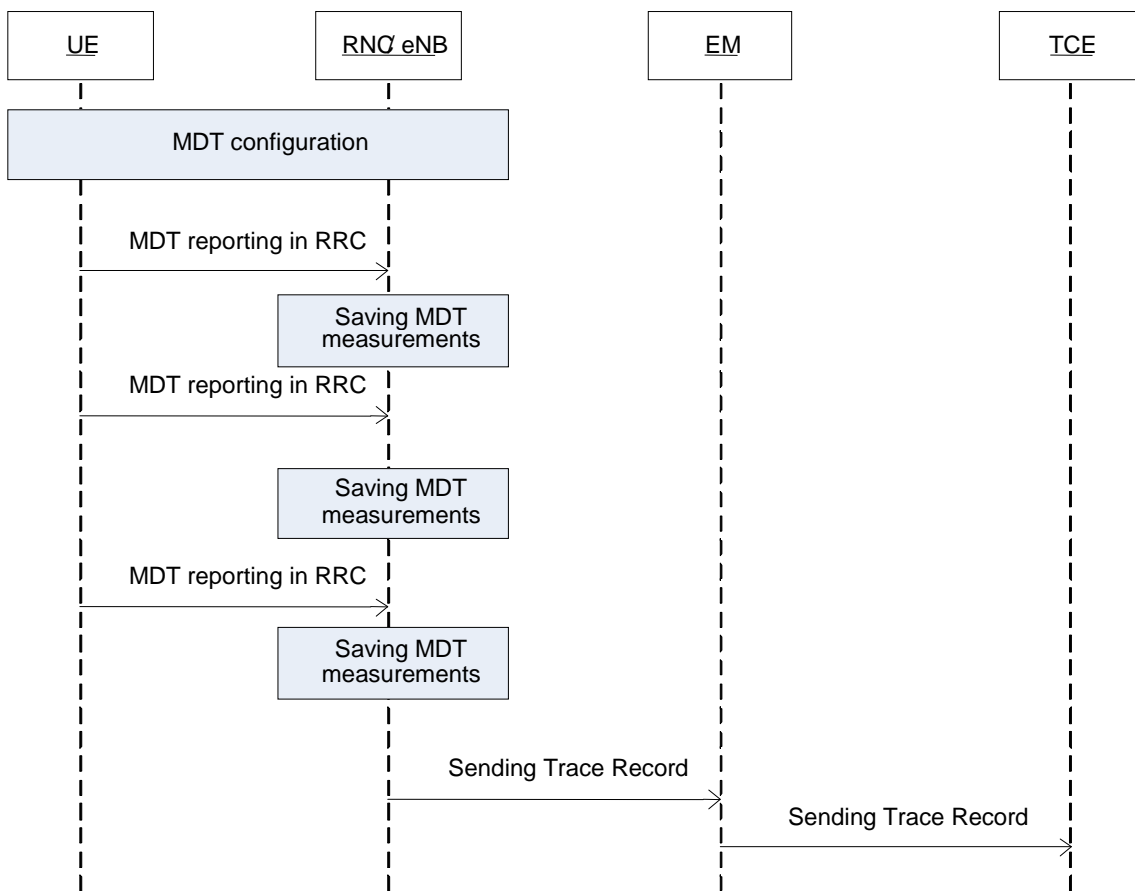 UE
RNC/ eNB
EM
TCE
MDT configuration
MDT reporting in RRC
Saving MDT
measurements
MDT reporting in RRC
Saving MDT
measurements
MDT reporting in RRC
Saving MDT
measurements
Sending Trace Record
Sending Trace Record